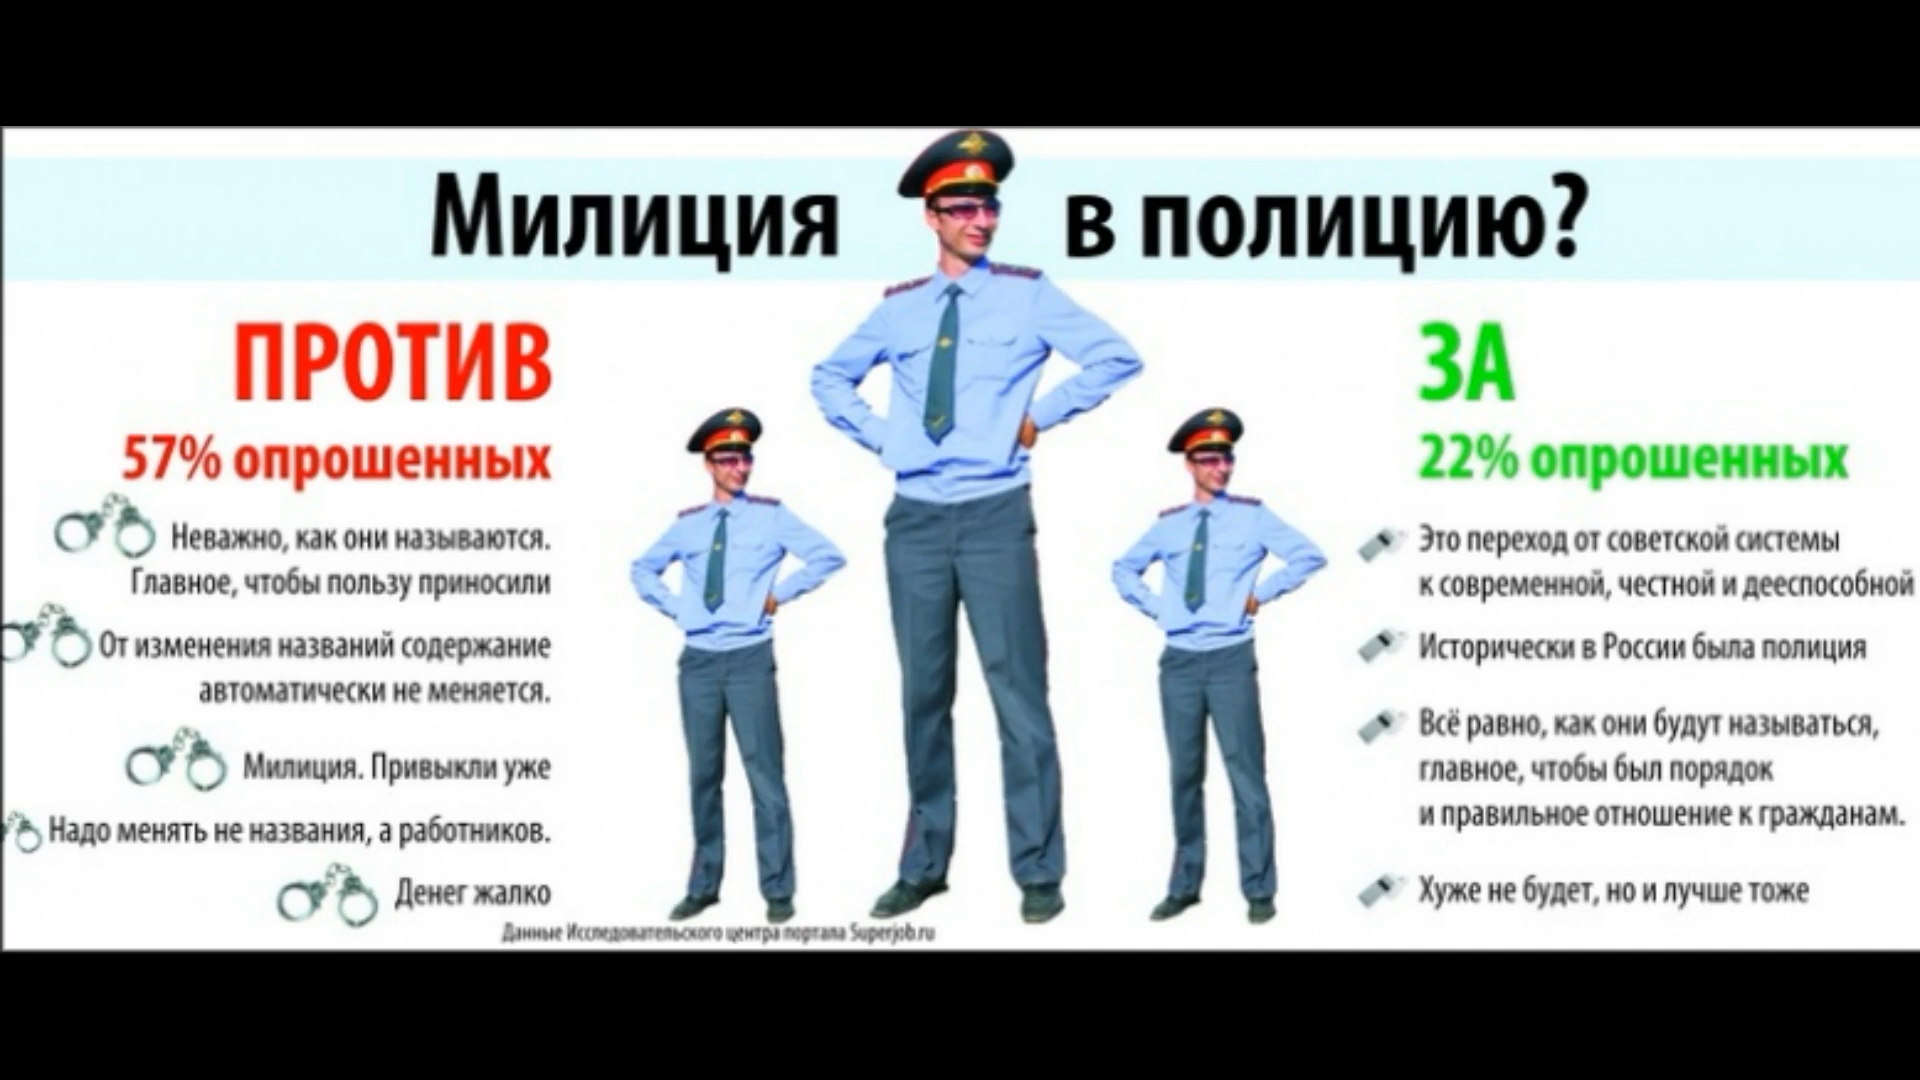 Милиция в полицию?
ПРОТИВ
57% опрошенных
Неважно, как они называются.
Главное, чтобы пользу приносили
От изменения названий содержание
автоматически не меняется.
Милиция. Привыкли уже
Надо менять не названия, а работников.
Денег жалко
ЗА
22% опрошенных
Это переход от советской системы
к современной, честной и дееспособной
Исторически в России была полиция
Всё равно, как они будут называться,
главное, чтобы был порядок
и правильное отношение к гражданам.
Хуже не будет, но и лучше тоже
Данные Исследовательского центра портала Superjob.ru